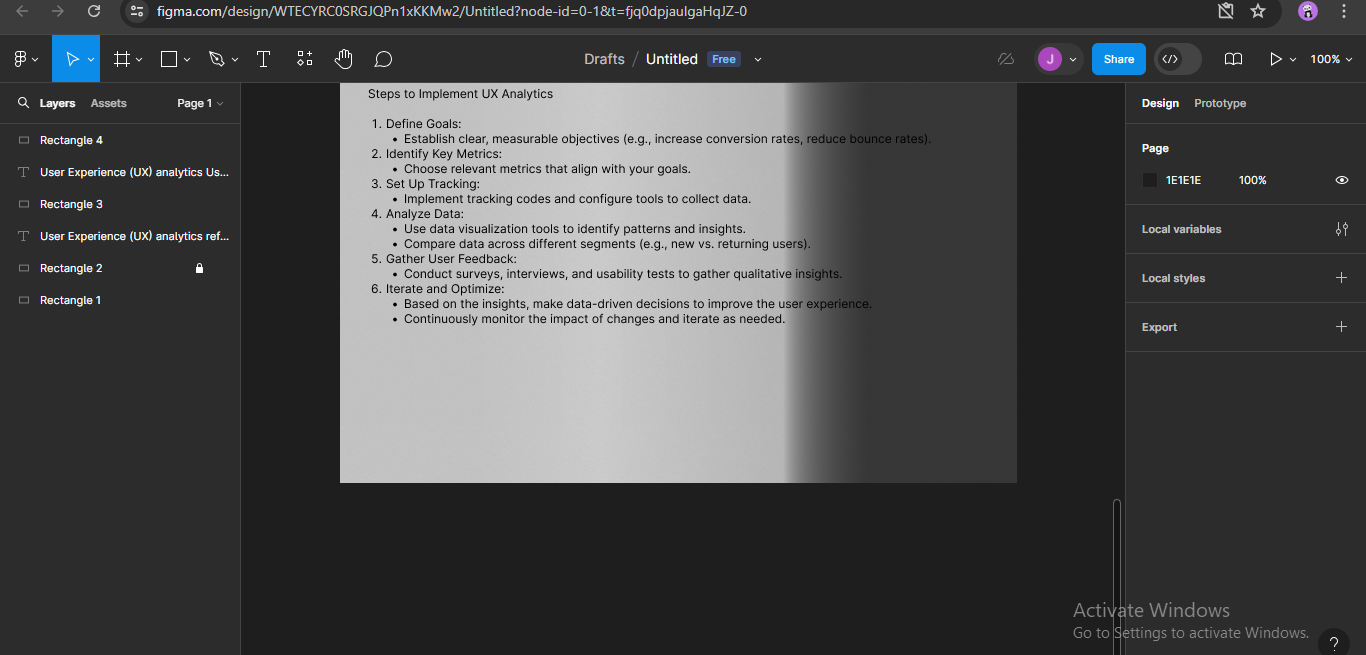 figma.com/design/WTECYRC0SRGJQPn1xKKMw2/Untitled?node-id=0-1&t=fjq0dpjaulgaHqJZ-0
Drafts / Untitled Free
J
Share
100%
Layers Assets Page 1
Rectangle 4
User Experience (UX) analytics Us...
Rectangle 3
User Experience (UX) analytics ref...
Rectangle 2
Rectangle 1
Steps to Implement UX Analytics
1. Define Goals:
• Establish clear, measurable objectives (e.g., increase conversion rates, reduce bounce rates).
2. Identify Key Metrics:
• Choose relevant metrics that align with your goals.
3. Set Up Tracking:
• Implement tracking codes and configure tools to collect data.
4. Analyze Data:
• Use data visualization tools to identify patterns and insights.
• Compare data across different segments (e.g., new vs. returning users).
5. Gather User Feedback:
• Conduct surveys, interviews, and usability tests to gather qualitative insights.
6. Iterate and Optimize:
• Based on the insights, make data-driven decisions to improve the user experience.
• Continuously monitor the impact of changes and iterate as needed.
Design Prototype
Page
1E1E1E 100%
Local variables
Local styles
Export
Activate Windows
Go to Settings to activate Windows.
?